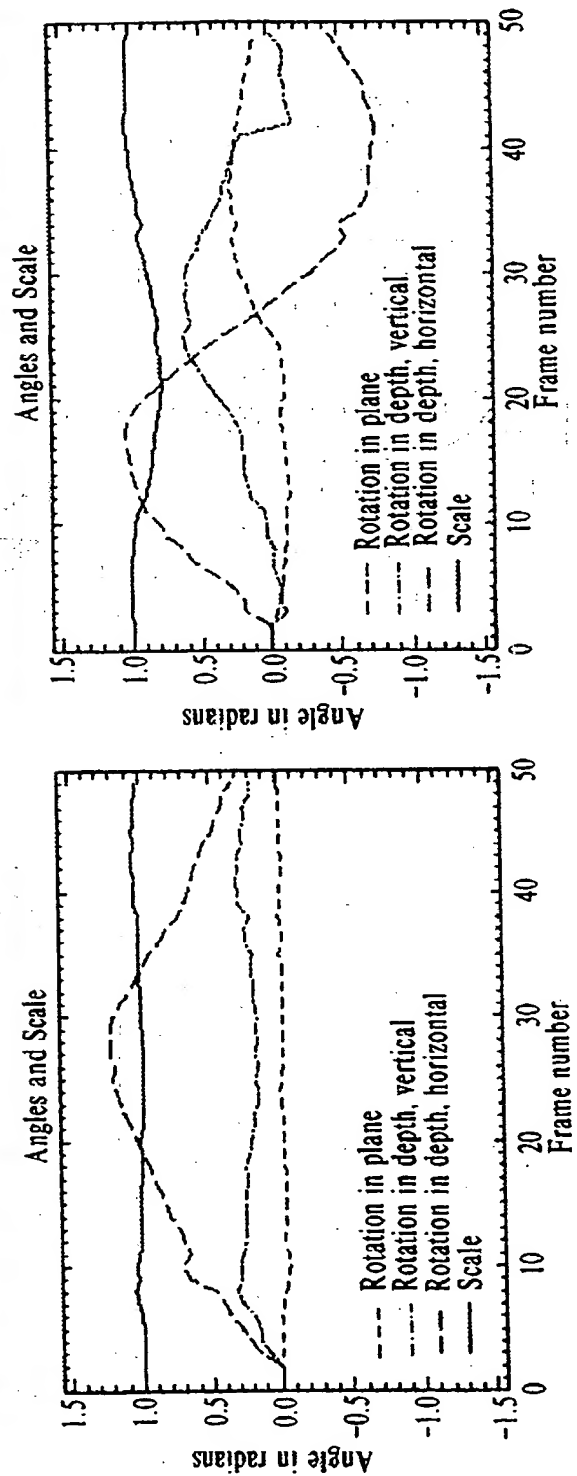 Angles and Scale
Angle in radians
1.5
1.0
0.5
0.0
-0.5
-1.0
-1.5
Rotation in plane
Rotation in depth, vertical
Rotation in depth, horizontal
Scale
0 10 20 30 40 50
Frame number
Angles and Scale
Angle in radians
1.5
1.0
0.5
0.0
-0.5
-1.0
-1.5
Rotation in plane
Rotation in depth, vertical.
Rotation in depth, horizontal
Scale
0 10 20 30 40 50
Frame number